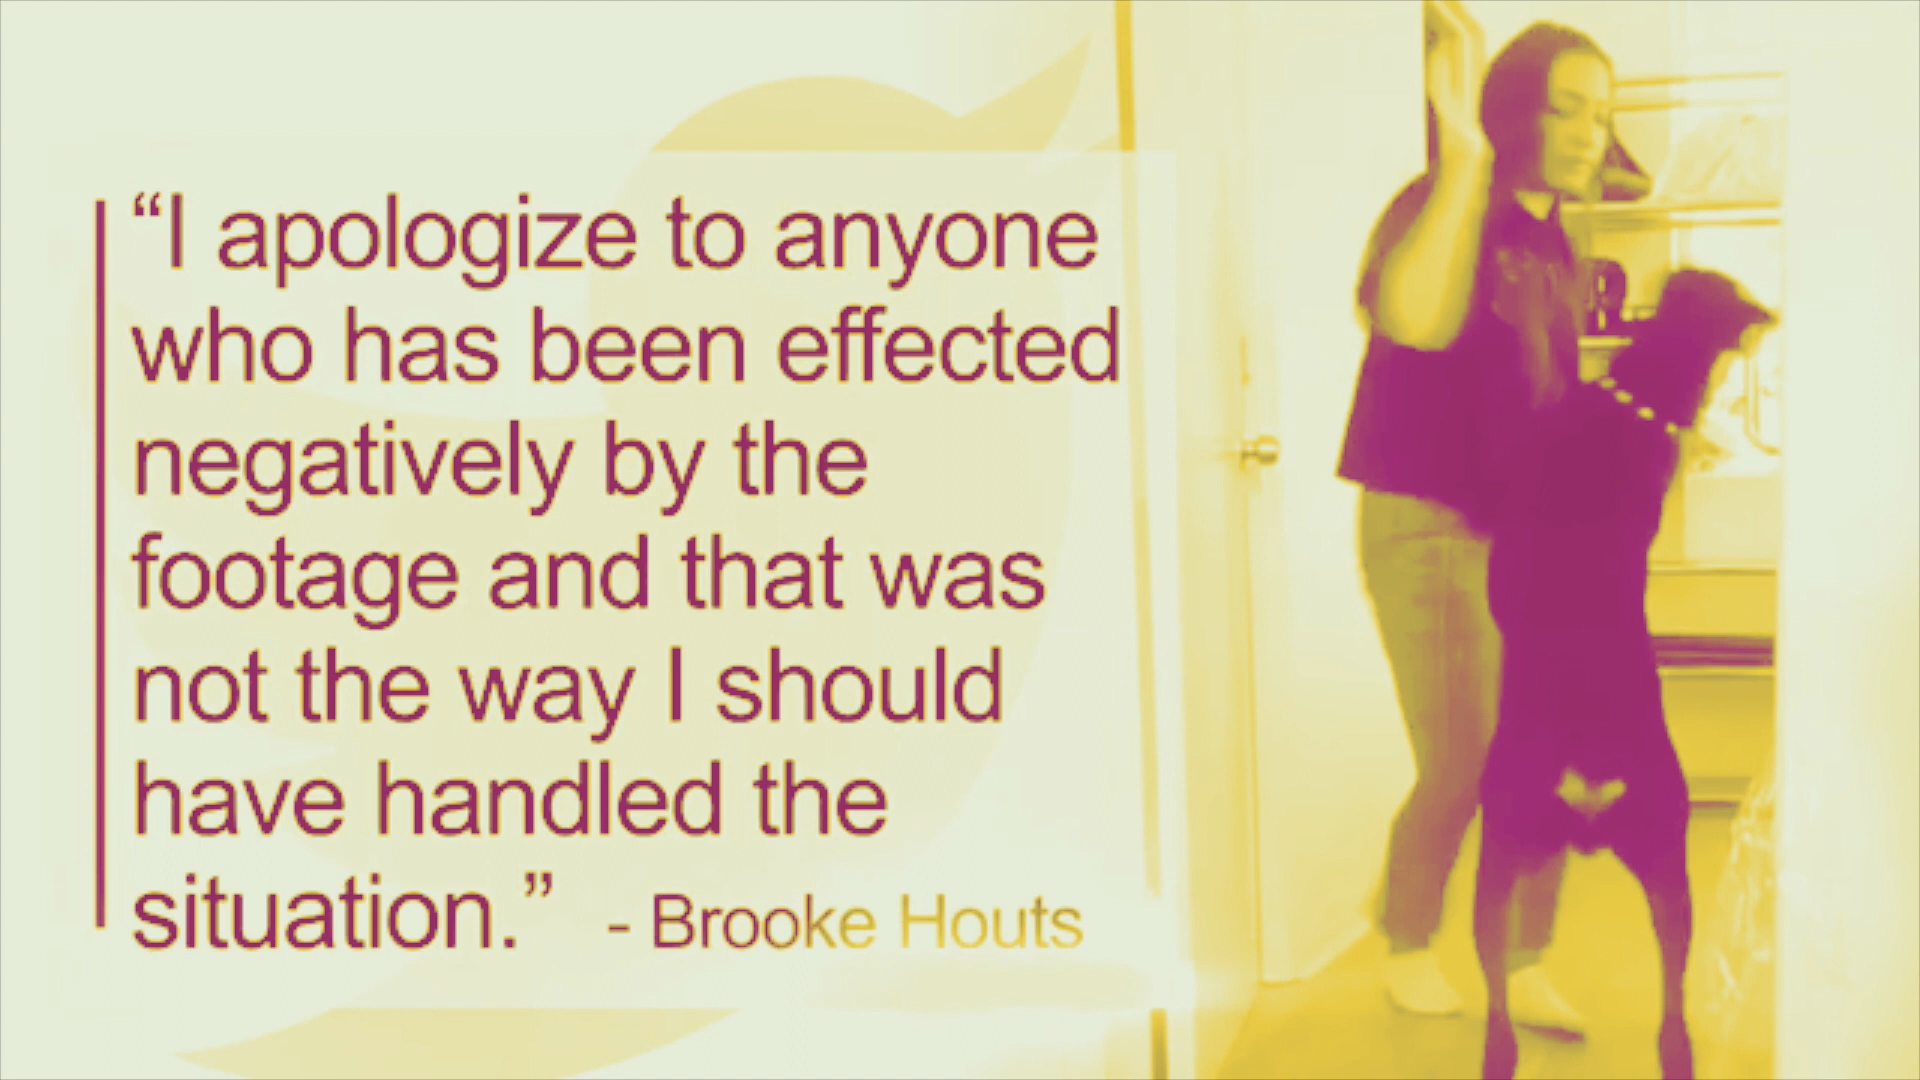 “I apologize to anyone
who has been effected
negatively by the
footage and that was
not the way I should
have handled the
situation.” - Brooke Houts